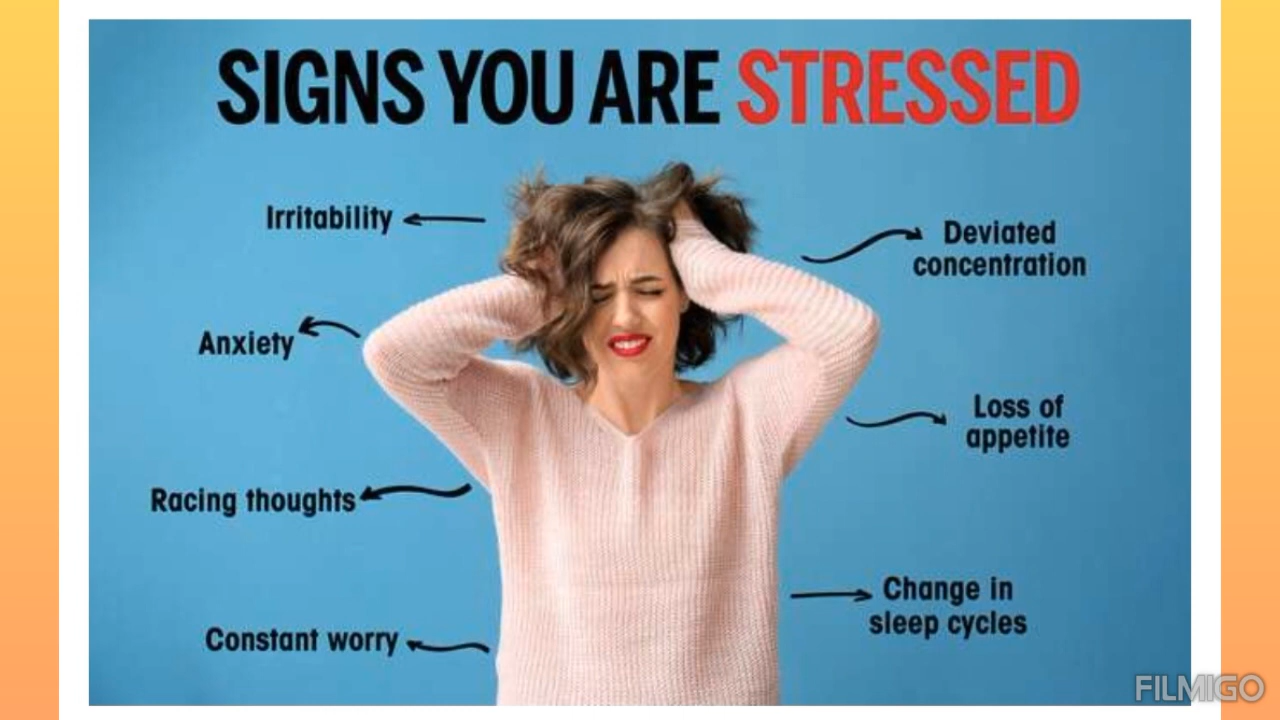 SIGNS YOU ARE STRESSED
Irritability
Anxiety
Racing thoughts
Constant worry
Deviated
concentration
Loss of
appetite
Change in
sleep cycles
FILMIGO